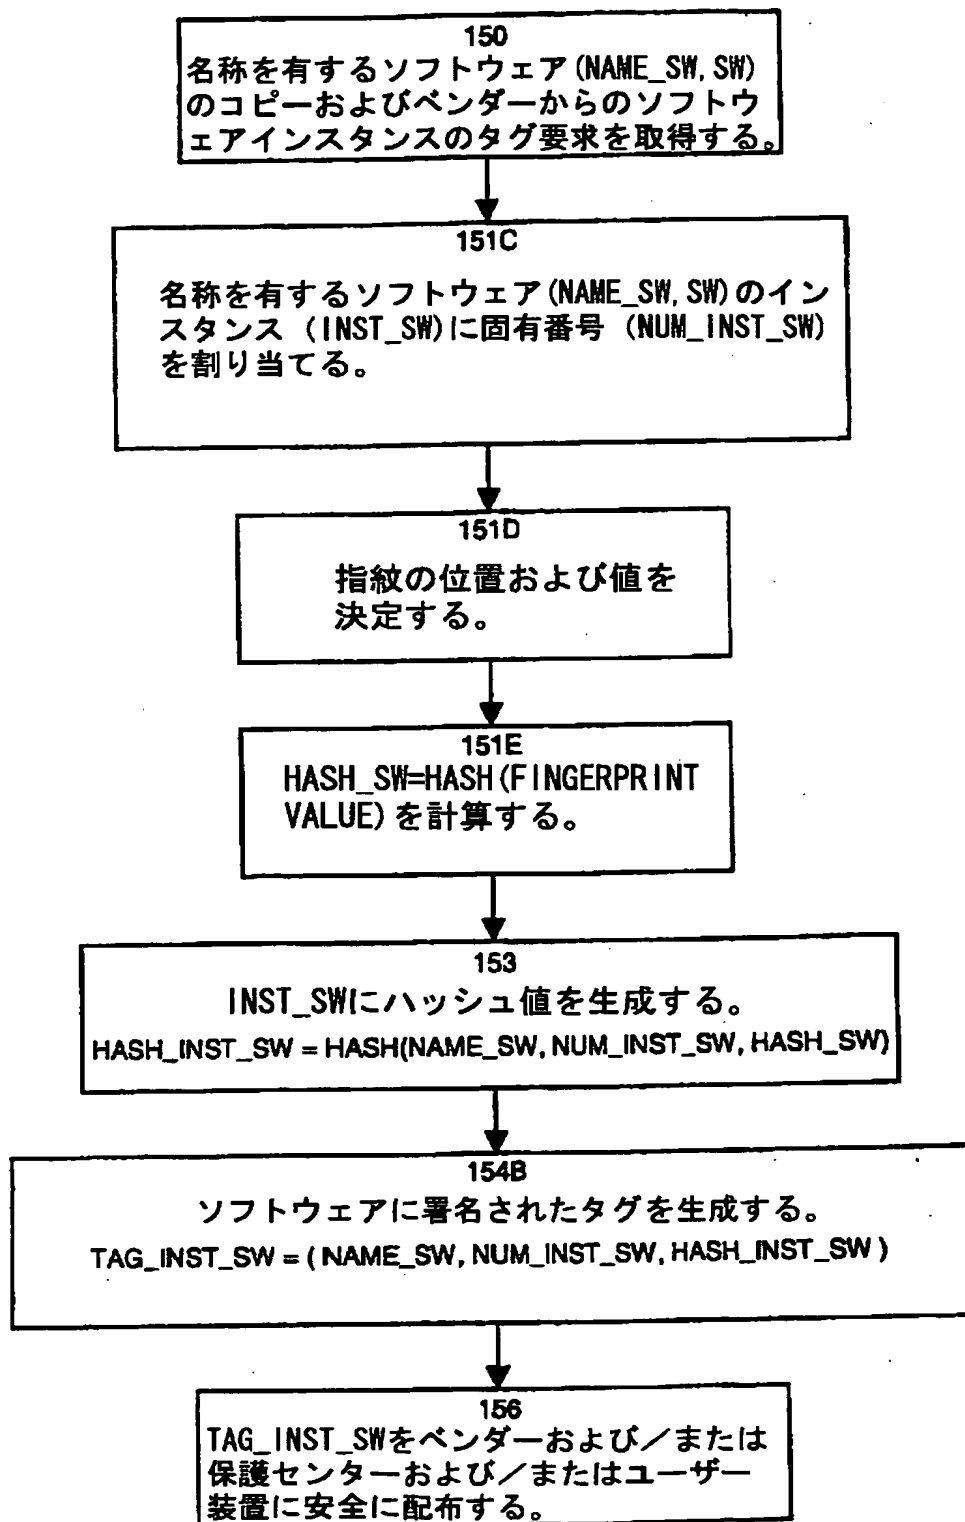 150
名称を有するソフトウェア(NAME_SW,SW)
のコピーおよびベンダーからのソフトウ
ェアインスタンスのタグ要求を取得する。
151C
名称を有するソフトウェア(NAME_SW,SW)のイン
スタンス (INST_SW)に固有番号 (NUM_INST_SW)
を割り当てる。
151D
指紋の位置および値を
決定する。
151E
HASH_SW=HASH(FINGERPRINT
VALUE)を計算する。
153
INST_SWにハッシュ値を生成する。
HASH_INST_SW = HASH(NAME_SW, NUM_INST_SW, HASH_SW)
154B
ソフトウェアに署名されたタグを生成する。
TAG_INST_SW = ( NAME_SW, NUM_INST_SW, HASH_INST_SW )
156
TAG_INST_SWをベンダーおよび／または
保護センターおよび／またはユーザー
装置に安全に配布する。